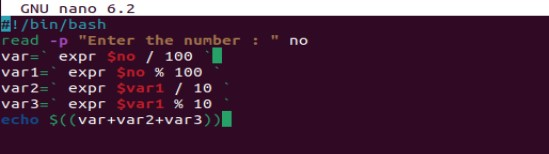 GNU nano 6.2
#!/bin/bash
read -p "Enter the number : " no
var=` expr $no / 100 `
var1=` expr $no % 100 `
var2=` expr $var1 / 10 `
var3=` expr $var1 % 10 `
echo $((var+var2+var3))